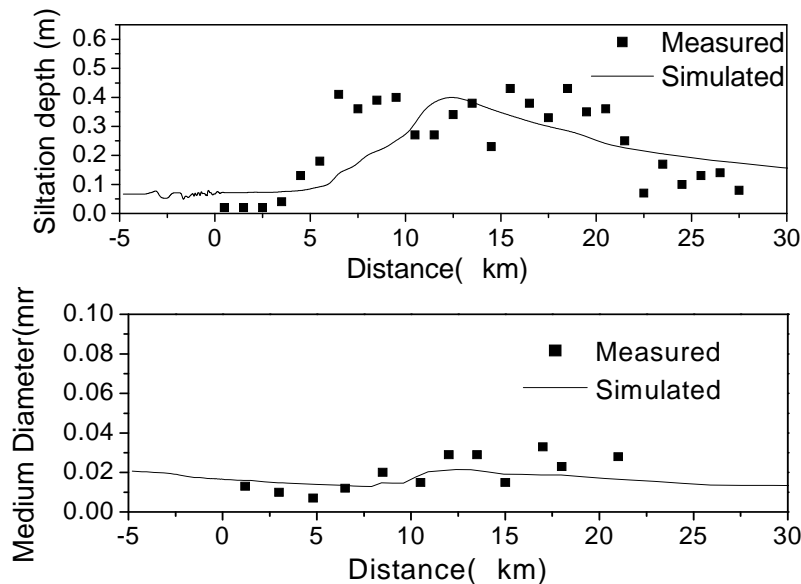 Siltation depth (m)
0.6
0.5
0.4
0.3
0.2
0.1
0.0
Measured
Simulated
-5 0 5 10 15 20 25 30
Distance( km)
Medium Diameter(mm
0.10
0.08
0.06
0.04
0.02
0.00
Measured
Simulated
-5 0 5 10 15 20 25 30
Distance( km)